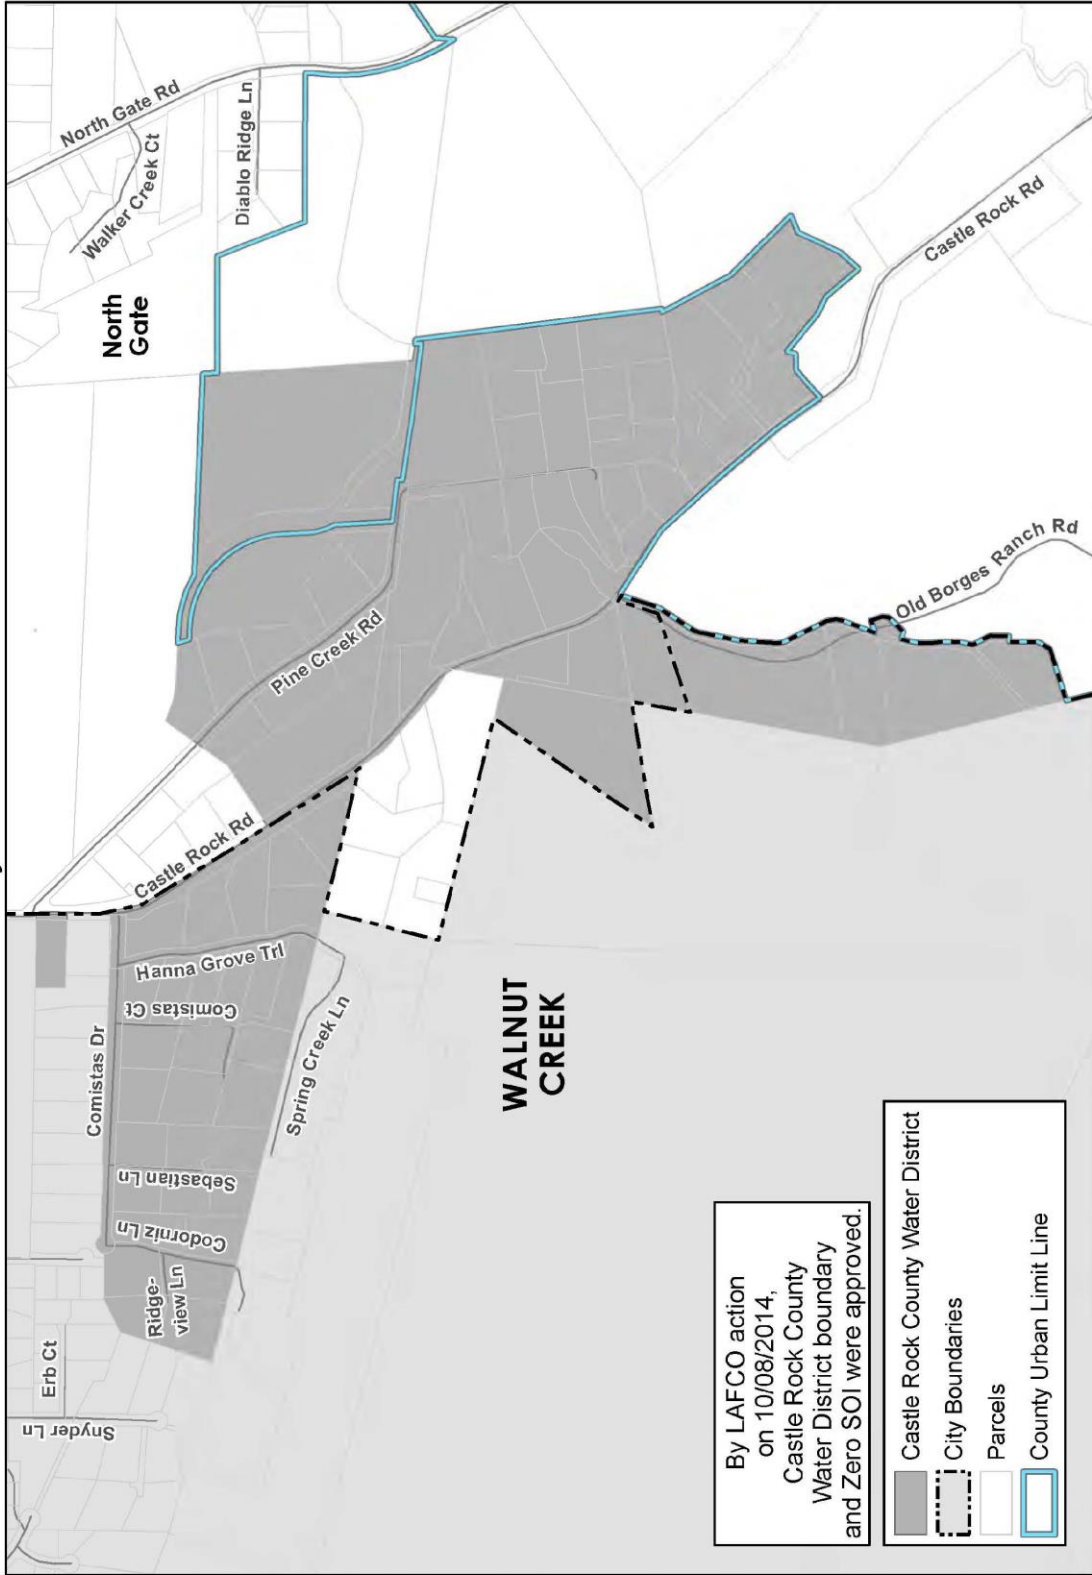 Snyder Ln
Erb Ct
Ridge-
view Ln
Codorniz Ln
Sebastian Ln
Comistas Dr
Comistas Ct
Hanna Grove Trl
Spring Creek Ln
Castle Rock Rd
Pine Creek Rd
North
Gate
Walker Creek Ct
North Gate Rd
Diablo Ridge Ln
WALNUT
CREEK
Old Borges Ranch Rd
Castle Rock Rd
By LAFCO action
on 10/08/2014,
Castle Rock County
Water District boundary
and Zero SOI were approved.
Castle Rock County Water District
City Boundaries
Parcels
County Urban Limit Line